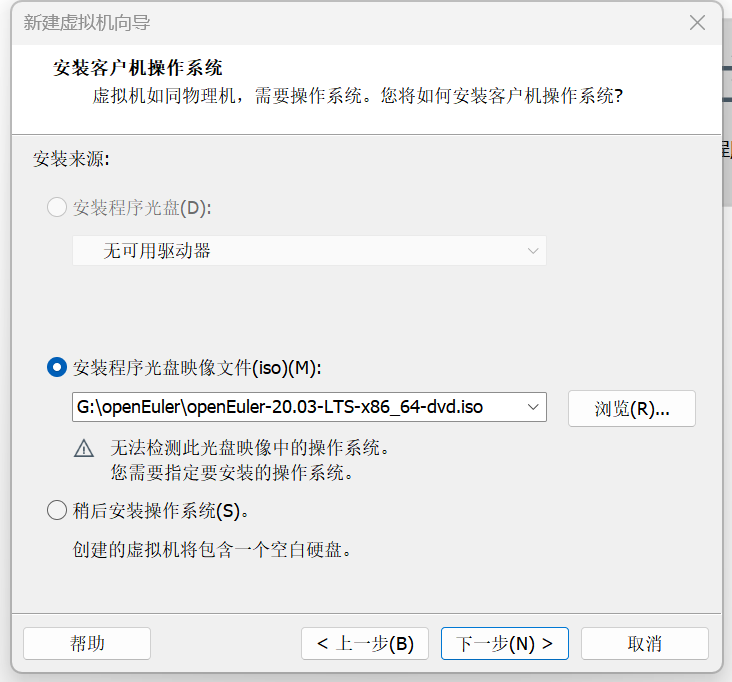 新建虚拟机向导
安装客户机操作系统
虚拟机如同物理机，需要操作系统。您将如何安装客户机操作系统?
安装来源:
安装程序光盘(D):
无可用驱动器
安装程序光盘映像文件(iso)(M):
G:\openEuler\openEuler-20.03-LTS-x86_64-dvd.iso
浏览(R)...
无法检测此光盘映像中的操作系统。
您需要指定要安装的操作系统。
稍后安装操作系统(S)。
创建的虚拟机将包含一个空白硬盘。
帮助
< 上一步(B)
下一步(N) >
取消